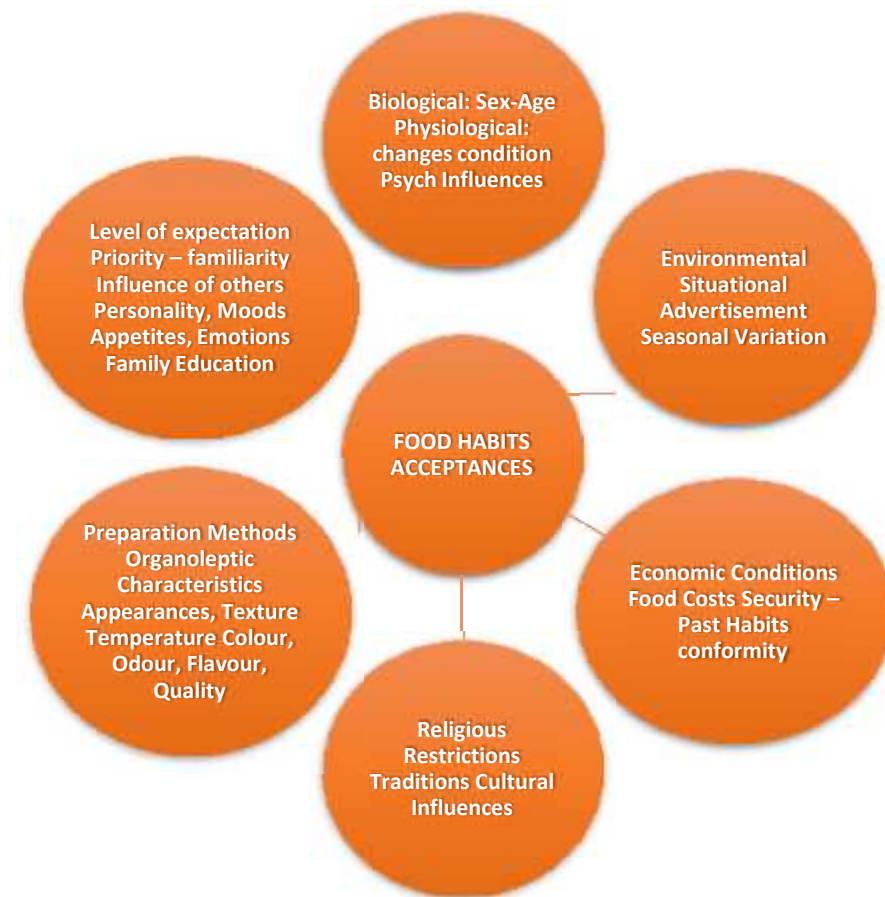 Biological: Sex-Age
Physiological:
changes condition
Psych Influences
Level of expectation
Priority – familiarity
Influence of others
Personality, Moods
Appetites, Emotions
Family Education
Environmental
Situational
Advertisement
Seasonal Variation
FOOD HABITS
ACCEPTANCES
Preparation Methods
Organoleptic
Characteristics
Appearances, Texture
Temperature Colour,
Odour, Flavour,
Quality
Economic Conditions
Food Costs Security –
Past Habits
conformity
Religious
Restrictions
Traditions Cultural
Influences